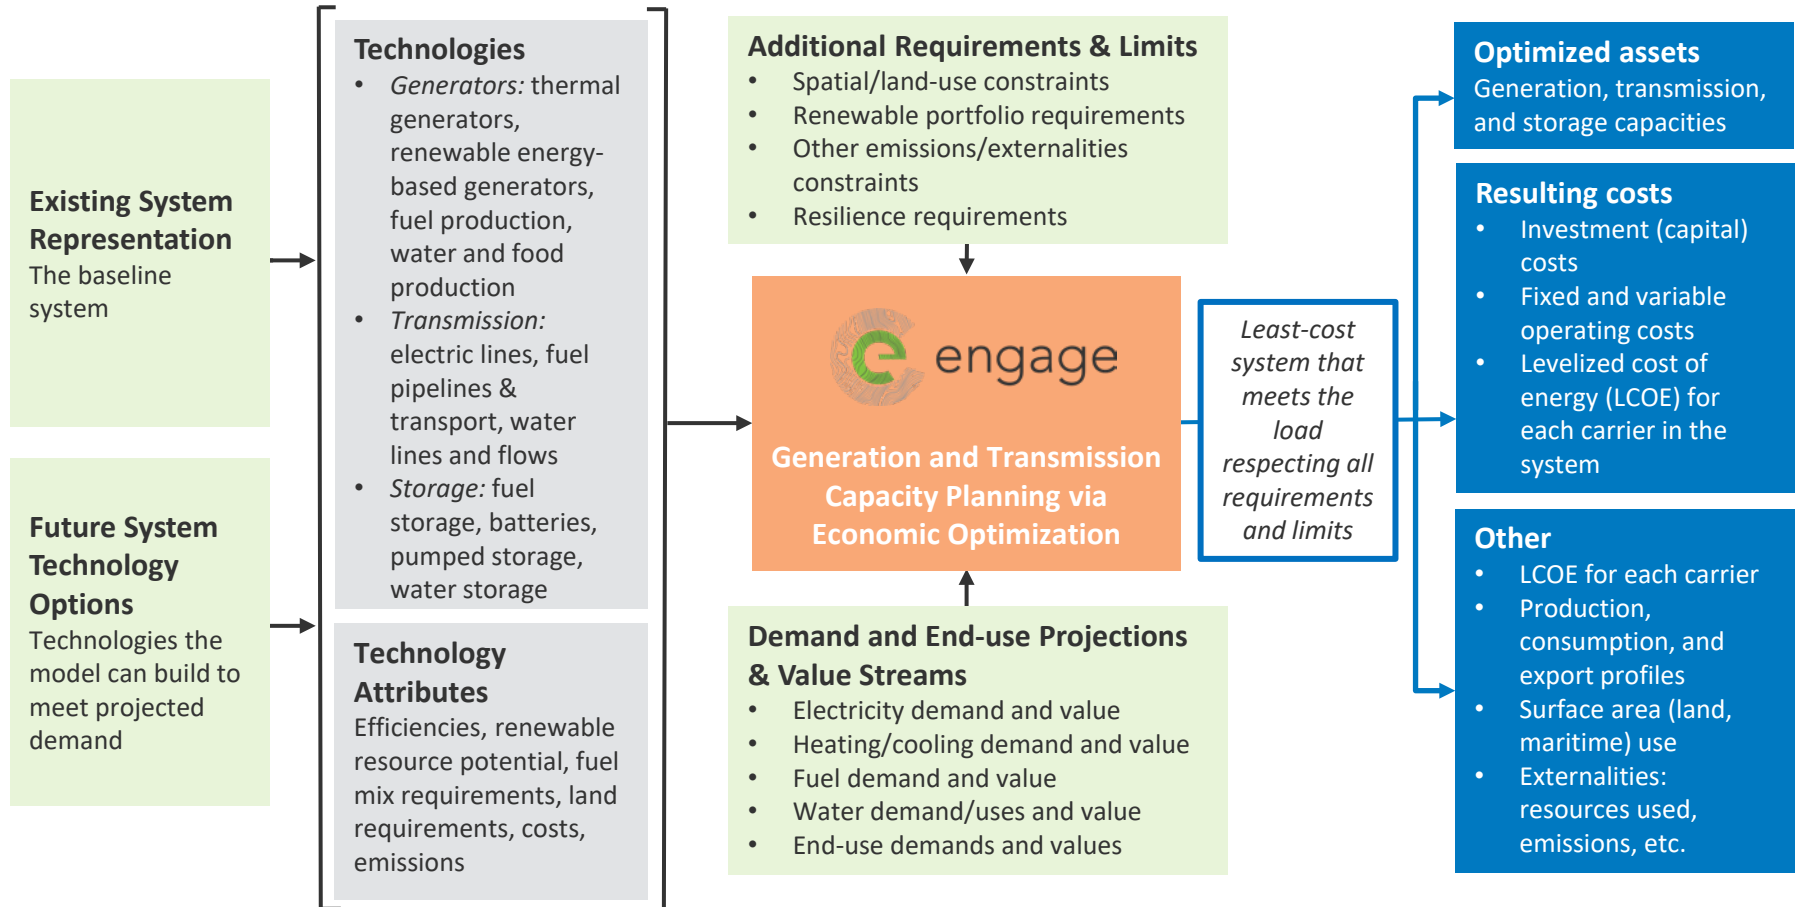 Existing System
Representation
The baseline
system
Future System
Technology
Options
Technologies the
model can build to
meet projected
demand
Technologies
• Generators: thermal
generators,
renewable energy-
based generators,
fuel production,
water and food
production
• Transmission:
electric lines, fuel
pipelines &
transport, water
lines and flows
• Storage: fuel
storage, batteries,
pumped storage,
water storage
Technology
Attributes
Efficiencies, renewable
resource potential, fuel
mix requirements, land
requirements, costs,
emissions
Additional Requirements & Limits
• Spatial/land-use constraints
• Renewable portfolio requirements
• Other emissions/externalities
constraints
• Resilience requirements
e engage
Generation and Transmission
Capacity Planning via
Economic Optimization
Demand and End-use Projections
& Value Streams
• Electricity demand and value
• Heating/cooling demand and value
• Fuel demand and value
• Water demand/uses and value
• End-use demands and values
Least-cost
system that
meets the
load
respecting all
requirements
and limits
Optimized assets
Generation, transmission,
and storage capacities
Resulting costs
• Investment (capital)
costs
• Fixed and variable
operating costs
• Levelized cost of
energy (LCOE) for
each carrier in the
system
Other
• LCOE for each carrier
• Production,
consumption, and
export profiles
• Surface area (land,
maritime) use
• Externalities:
resources used,
emissions, etc.